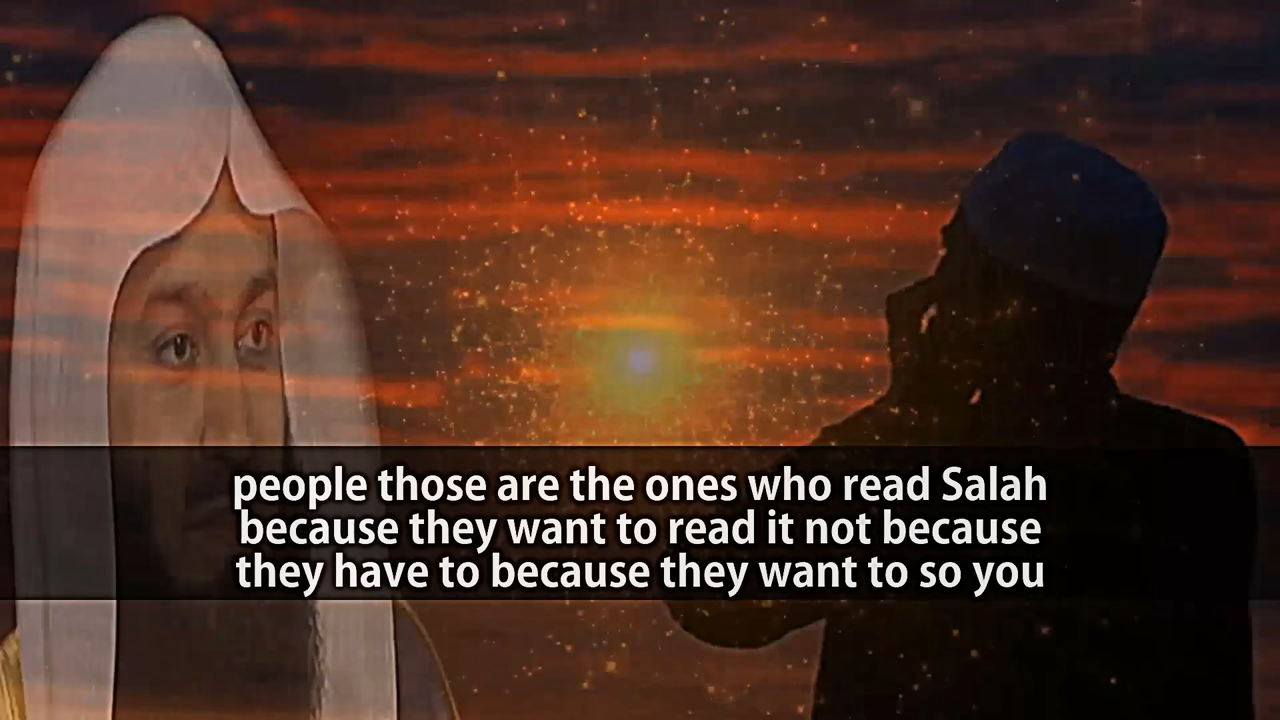 people those are the ones who read Salah
because they want to read it not because
they have to because they want to so you